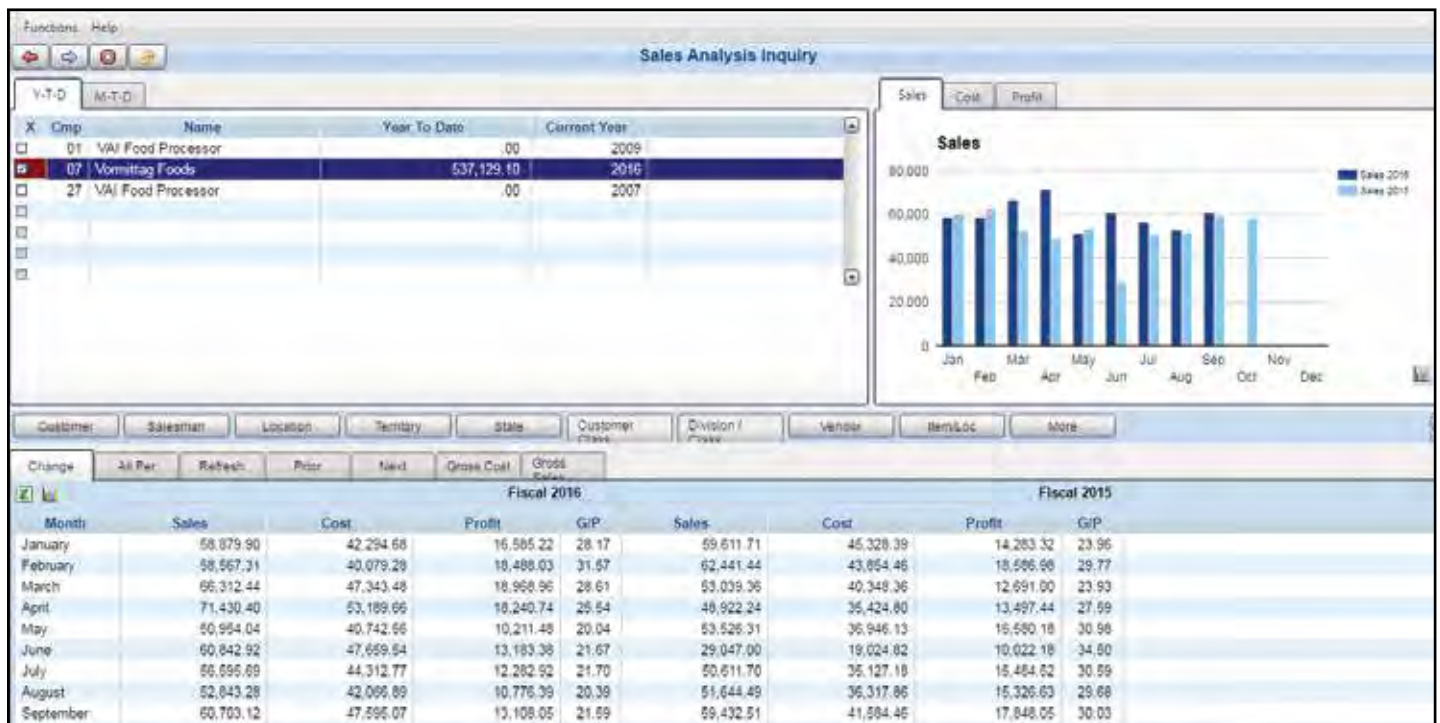 Functions Help
Sales Analysis Inquiry
Y-T-D M-T-D
X Cmp Name Year To Date Current Year
01 VAI Food Processor .00 2009
07 Vormittag Foods 537,129.10 2016
27 VAI Food Processor .00 2007
Sales Cost Profit
Sales
80,000
60,000
40,000
20,000
0
Jan Mar May Jul Sep Nov
Feb Apr Jun Aug Oct Dec
Sales 2016
Sales 2015
Customer Salesman Location Territory State Customer Class Division / Class Vendor Item/Loc More
Change All Per Refresh Prior Next Gross Cost Gross Sales
Fiscal 2016 Fiscal 2015
Month Sales Cost Profit G/P Sales Cost Profit G/P
January 58,879.90 42,294.68 16,585.22 28.17 59,611.71 45,328.39 14,283.32 23.96
February 58,567.31 40,079.28 18,488.03 31.57 62,441.44 43,854.46 18,586.98 29.77
March 66,312.44 47,343.48 18,968.96 28.61 53,039.36 40,348.36 12,691.00 23.93
April 71,430.40 53,189.66 18,240.74 25.54 48,922.24 35,424.80 13,497.44 27.59
May 50,954.04 40,742.56 10,211.48 20.04 53,526.31 36,946.13 16,580.18 30.98
June 60,842.92 47,659.54 13,183.38 21.67 29,047.00 19,024.82 10,022.18 34.50
July 56,595.69 44,312.77 12,282.92 21.70 50,611.70 35,127.18 15,484.52 30.59
August 52,843.28 42,066.89 10,776.39 20.39 51,644.49 36,317.86 15,326.63 29.68
September 60,703.12 47,595.07 13,108.05 21.59 59,432.51 41,584.46 17,848.05 30.03